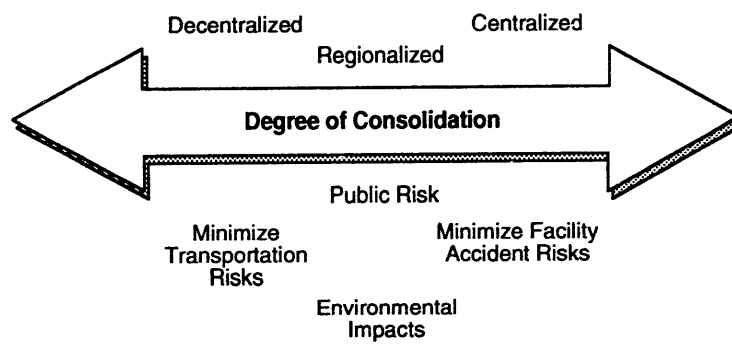 Decentralized
Centralized
Regionalized
Degree of Consolidation
Public Risk
Minimize
Transportation
Risks
Minimize Facility
Accident Risks
Environmental
Impacts